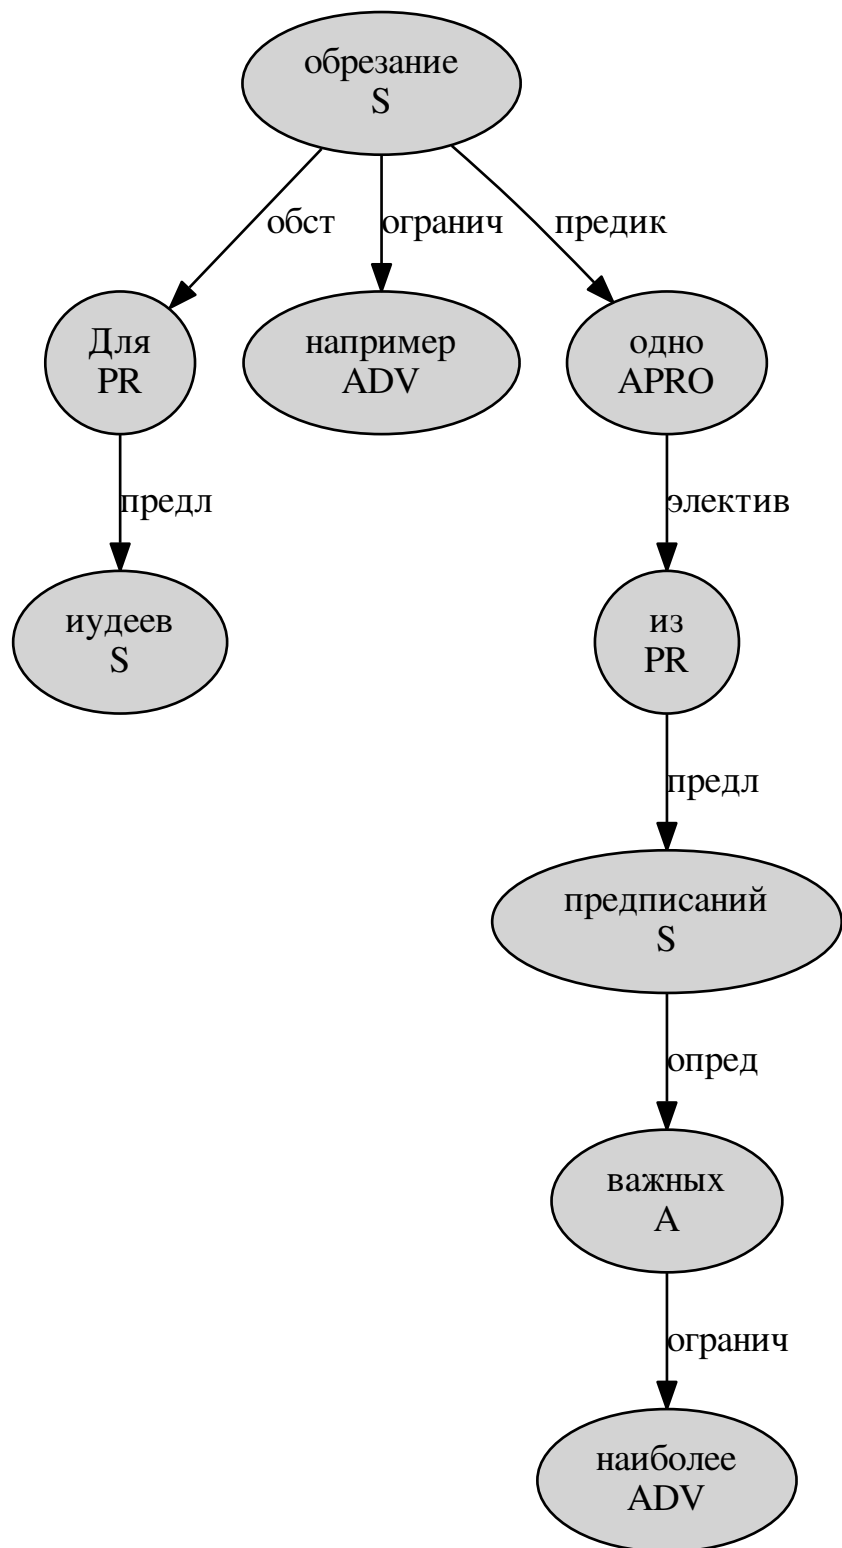 обрезание
S
обст
огранич
предик
Для
PR
например
ADV
одно
APRO
предл
электив
иудеев
S
из
PR
предл
предписаний
S
опред
важных
A
огранич
наиболее
ADV